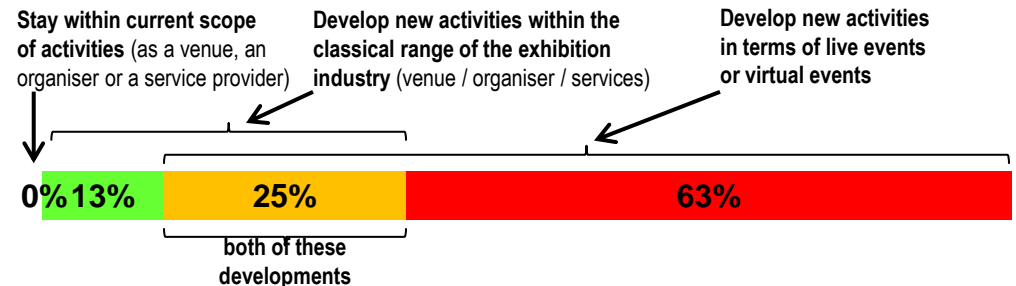 Stay within current scope
of activities (as a venue, an
organiser or a service provider)
Develop new activities within the
classical range of the exhibition
industry (venue / organiser / services)
Develop new activities
in terms of live events
or virtual events
0% 13% 25% 63%
both of these
developments